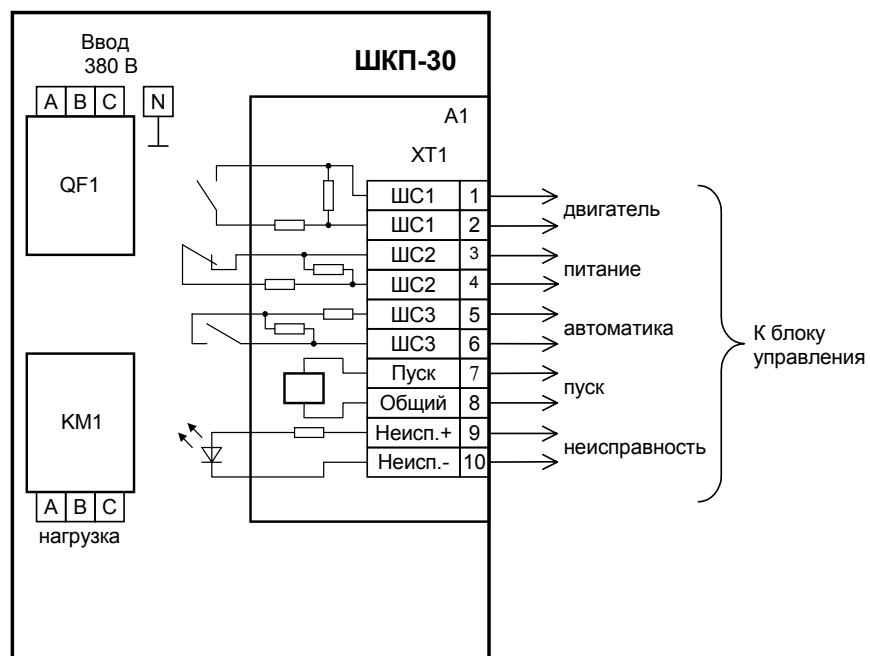 Ввод
380 В
ШКП-30
A B C N
A1
XT1
QF1
ШС1 1
ШС1 2
двигатель
ШС2 3
ШС2 4
питание
ШС3 5
ШС3 6
автоматика
Пуск 7
Общий 8
пуск
Неисп.+ 9
Неисп.- 10
неисправность
К блоку
управления
KM1
A B C
нагрузка